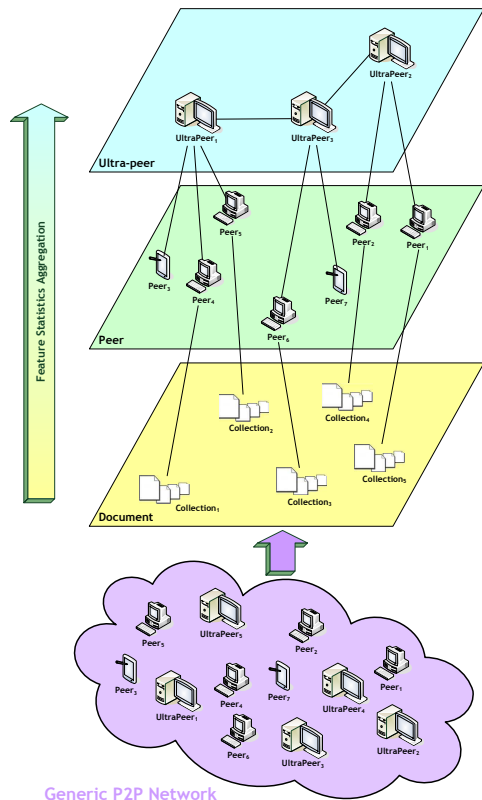 UltraPeer₂
UltraPeer₁
UltraPeer₃
Ultra-peer
Feature Statistics Aggregation
Peer₅
Peer₂
Peer₁
Peer₃
Peer₄
Peer₇
Peer₆
Peer
Collection₄
Collection₂
Collection₅
Collection₁
Collection₃
Document
Peer₅
UltraPeer₅
Peer₂
Peer₃
Peer₁
Peer₄
Peer₇
UltraPeer₁
UltraPeer₄
Peer₆
UltraPeer₃
UltraPeer₂
Generic P2P Network